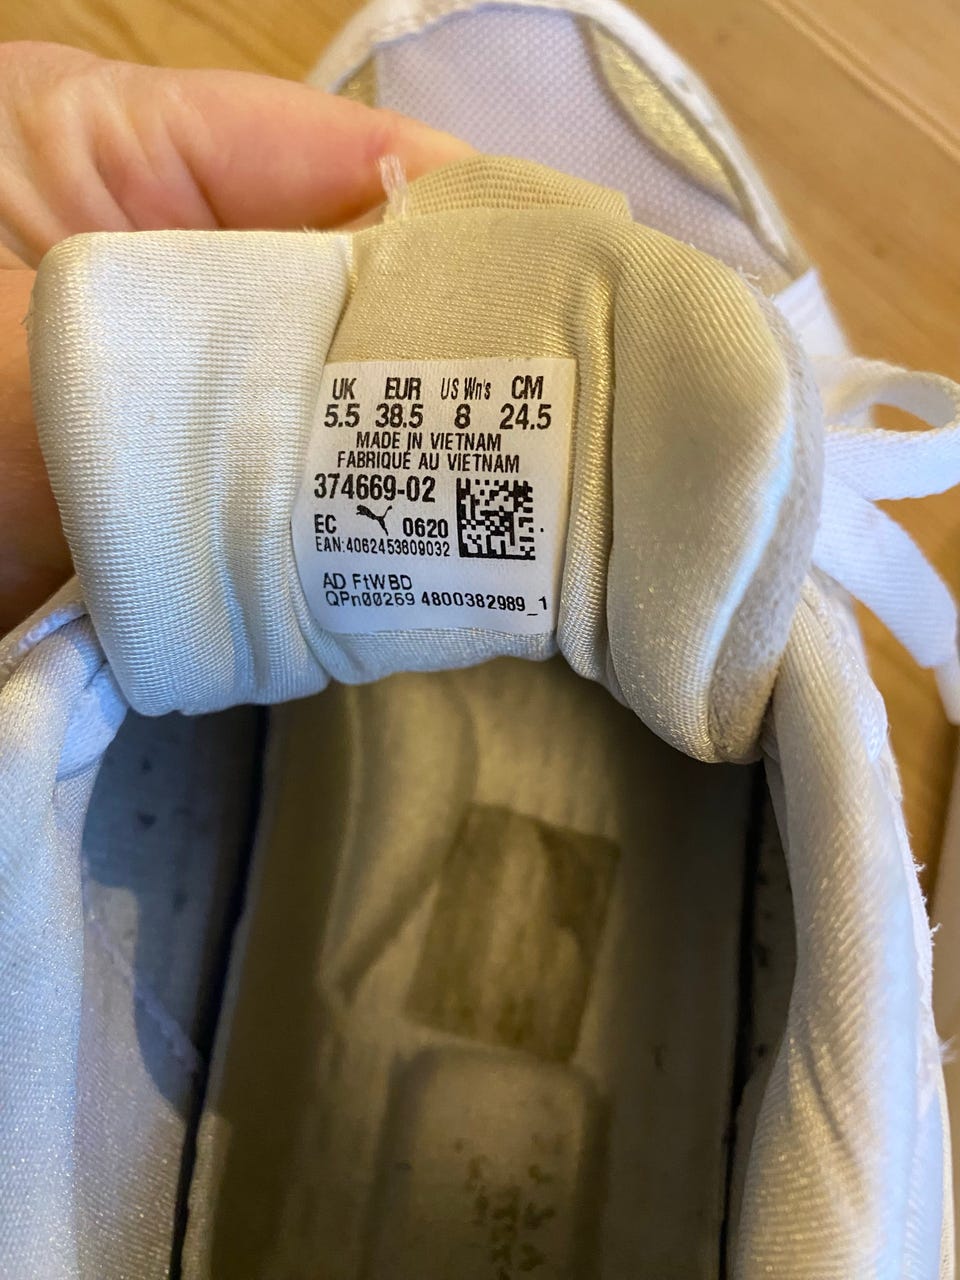 UK EUR US Wn's CM
5.5 38.5 8 24.5
MADE IN VIETNAM
FABRIQUÉ AU VIETNAM
374669-02
EC 0620
EAN:4062453809032
AD FtWBD
QPn00269 4800382989_1